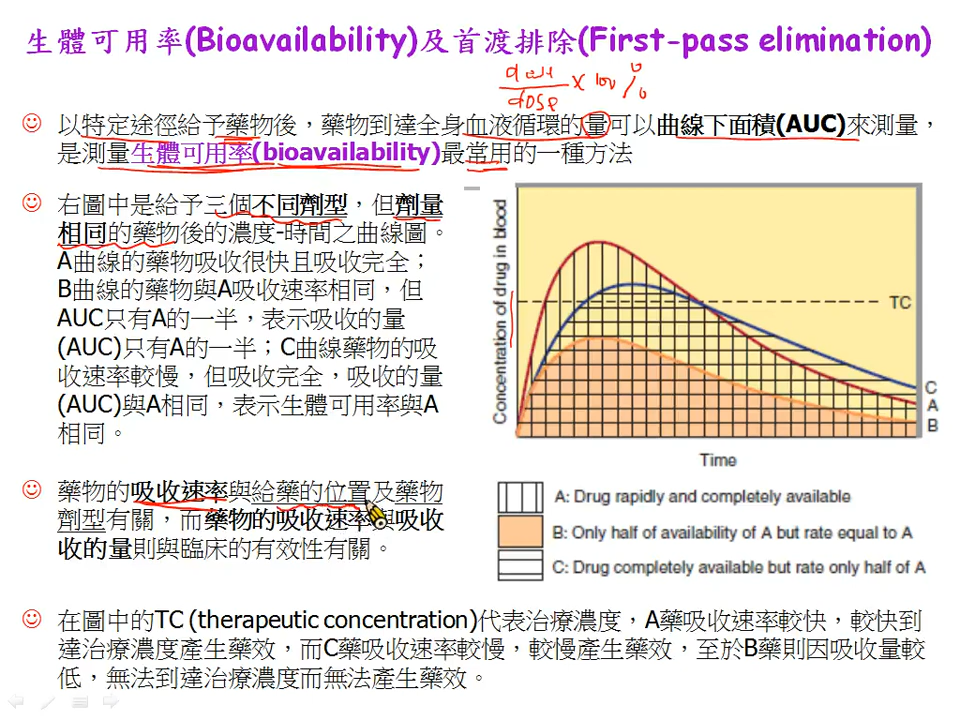 生體可用率(Bioavailability)及首渡排除(First-pass elimination)
dose
× 100 %
以特定途徑給予藥物後，藥物到達全身血液循環的量可以曲線下面積(AUC)來測量，
是測量生體可用率(bioavailability)最常用的一種方法
右圖中是給予三個不同劑型，但劑量
相同的藥物後的濃度-時間之曲線圖。
A曲線的藥物吸收很快且吸收完全；
B曲線的藥物與A吸收速率相同，但
AUC只有A的一半，表示吸收的量
(AUC)只有A的一半；C曲線藥物的吸
收速率較慢，但吸收完全，吸收的量
(AUC)與A相同，表示生體可用率與A
相同。
藥物的吸收速率與給藥的位置及藥物
劑型有關，而藥物的吸收速率與吸收
收的量則與臨床的有效性有關。
Concentration of drug in blood
TC
C
A
B
Time
A: Drug rapidly and completely available
B: Only half of availability of A but rate equal to A
C: Drug completely available but rate only half of A
在圖中的TC (therapeutic concentration)代表治療濃度，A藥吸收速率較快，較快到
達治療濃度產生藥效，而C藥吸收速率較慢，較慢產生藥效，至於B藥則因吸收量較
低，無法到達治療濃度而無法產生藥效。